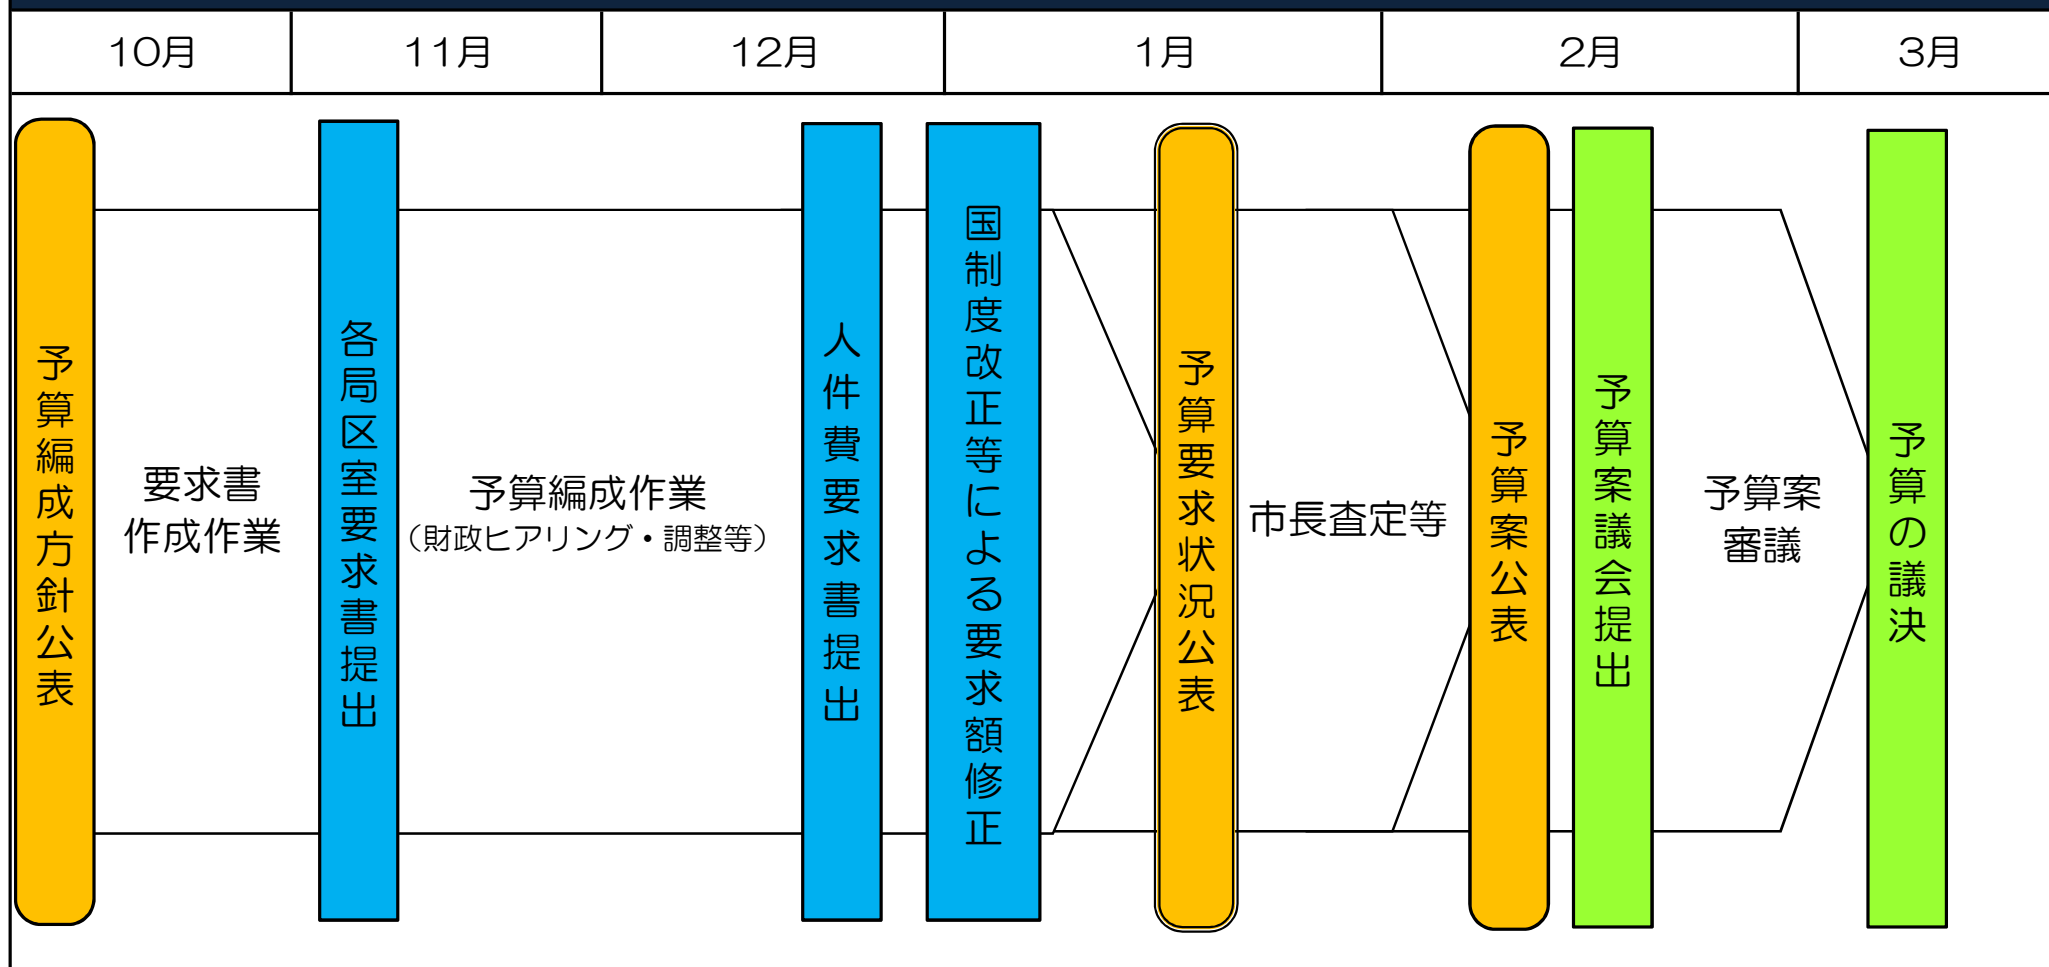 10月
11月
12月
1月
2月
3月
予算編成方針公表
要求書
作成作業
各局区室要求書提出
予算編成作業
（財政ヒアリング・調整等）
人件費要求書提出
国制度改正等による要求額修正
予算要求状況公表
市長査定等
予算案公表
予算案議会提出
予算案
審議
予算の議決